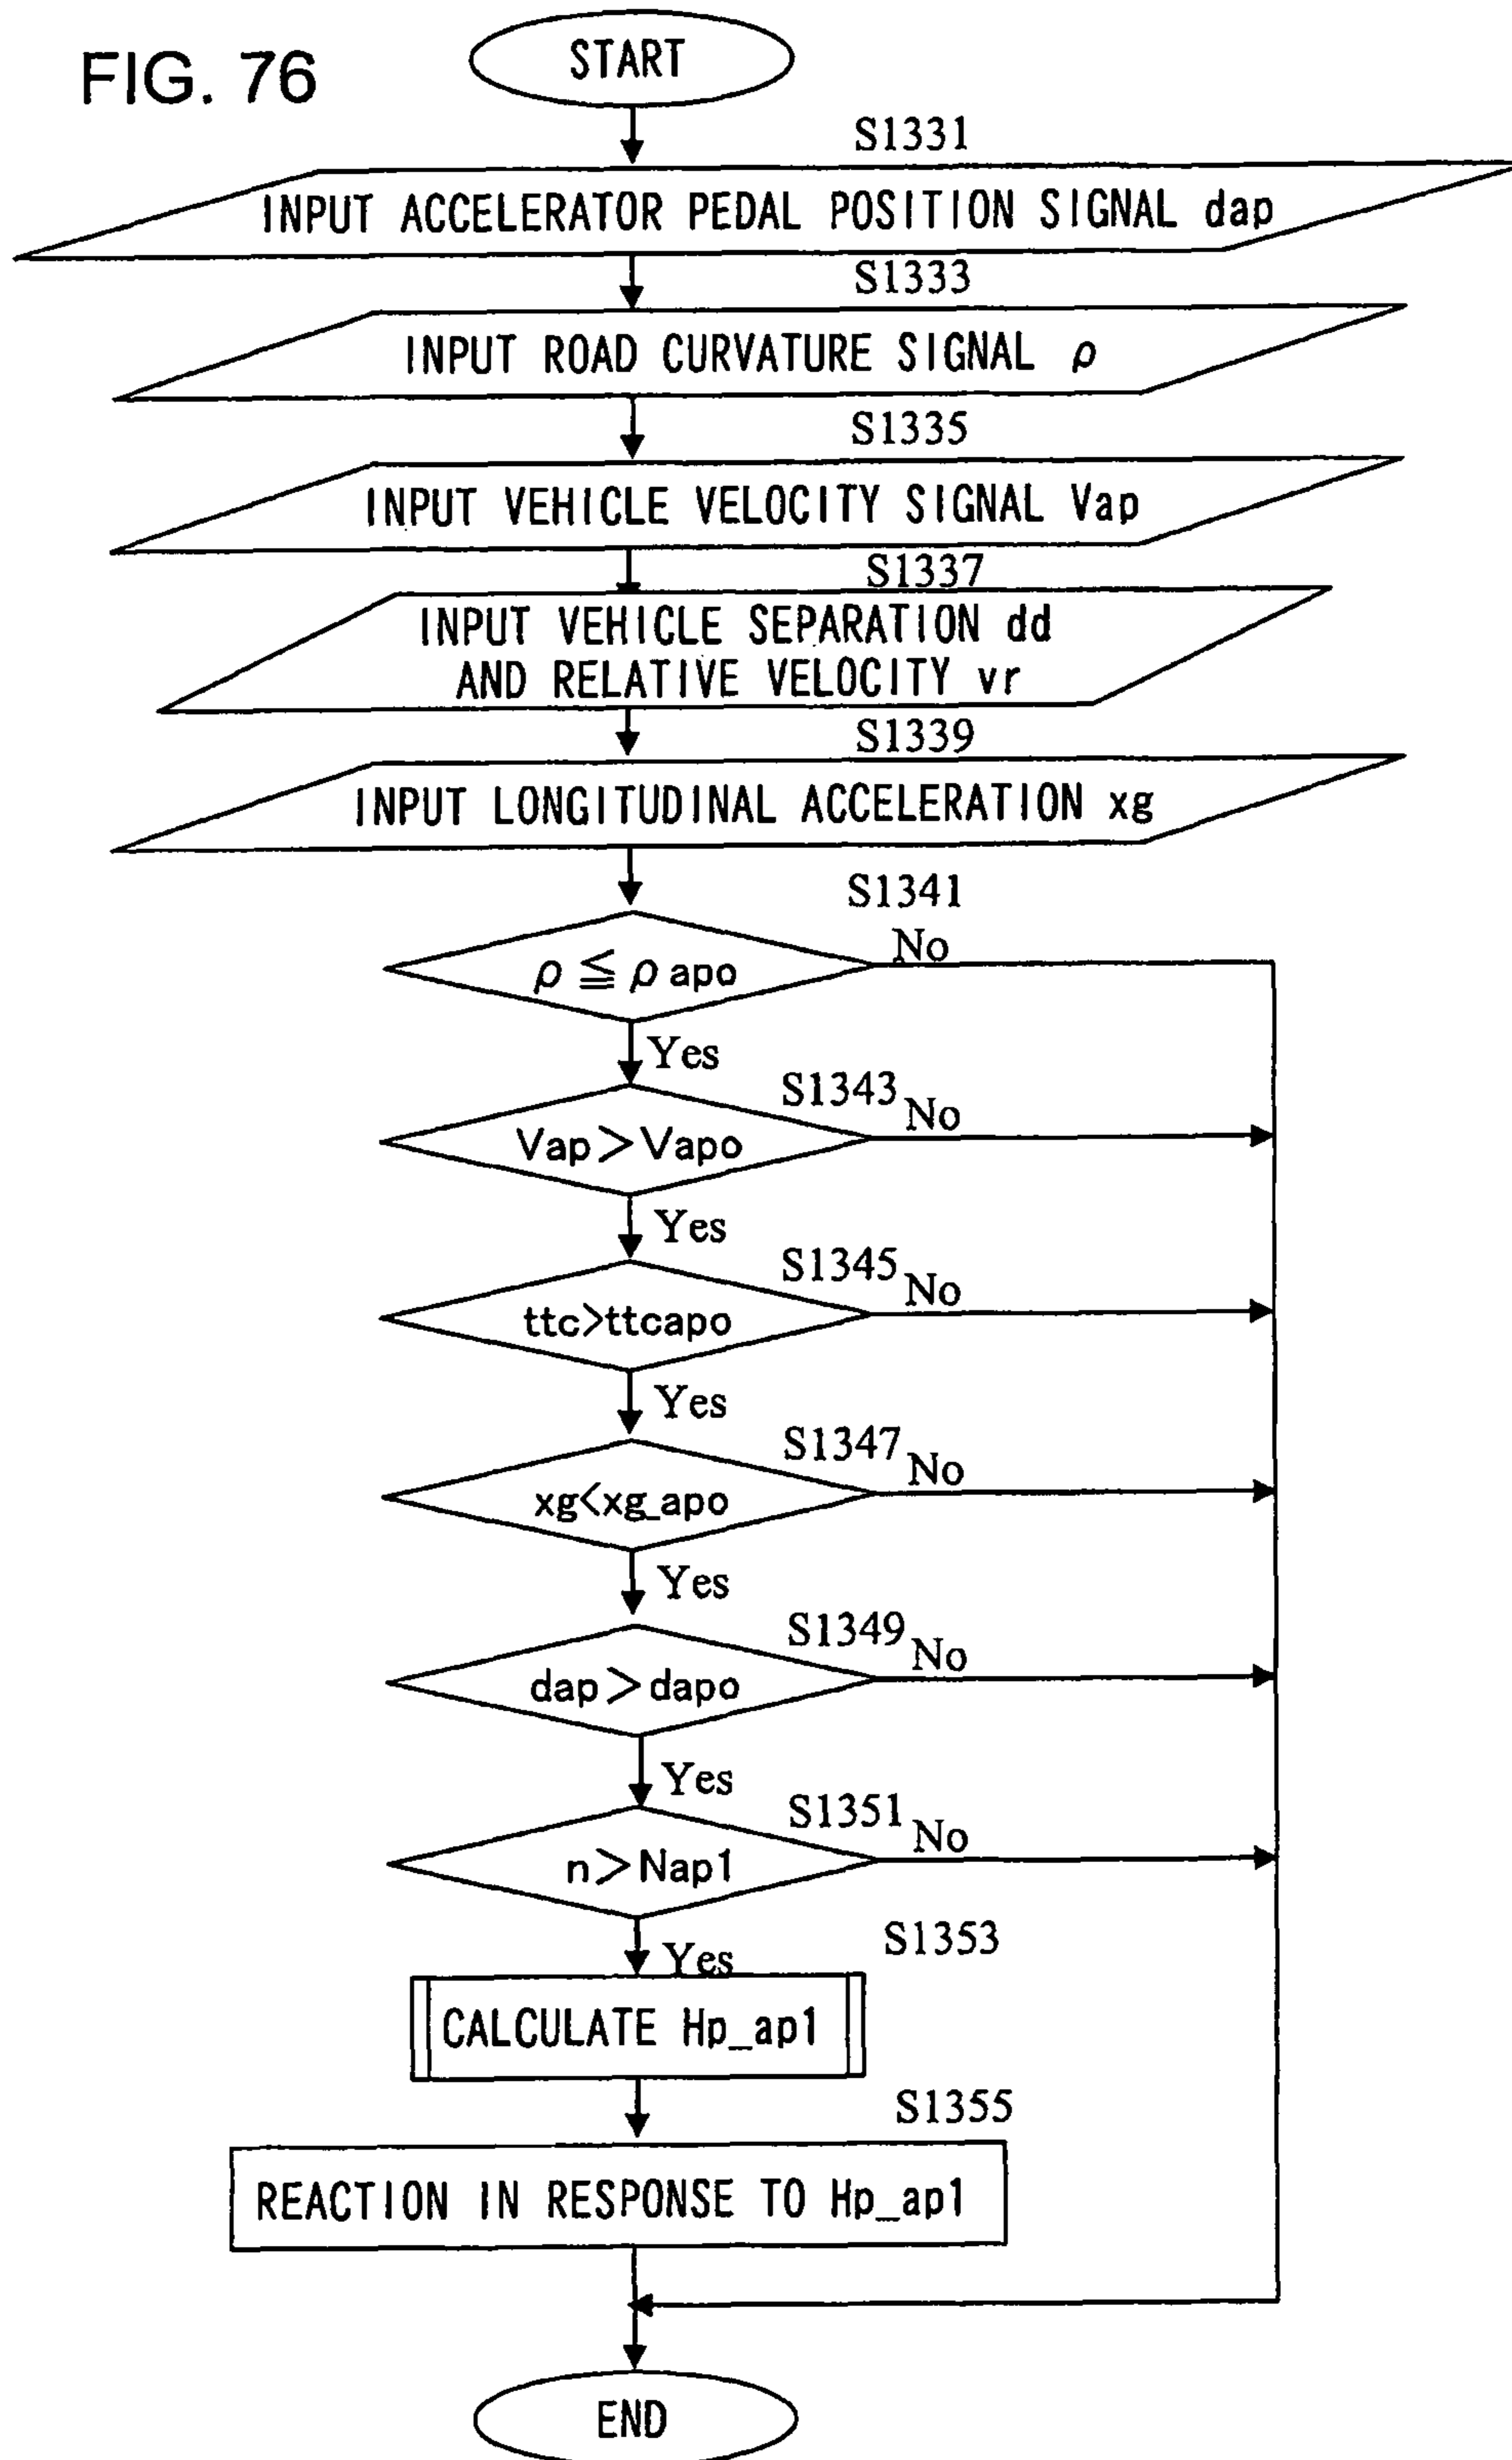 FIG. 76
START
S1331
INPUT ACCELERATOR PEDAL POSITION SIGNAL dap
S1333
INPUT ROAD CURVATURE SIGNAL ρ
S1335
INPUT VEHICLE VELOCITY SIGNAL Vap
S1337
INPUT VEHICLE SEPARATION dd
AND RELATIVE VELOCITY vr
S1339
INPUT LONGITUDINAL ACCELERATION xg
S1341
No
ρ ≦ ρ apo
Yes
S1343
No
Vap > Vapo
Yes
S1345
No
ttc>ttcapo
Yes
S1347
No
xg<xg_apo
Yes
S1349
No
dap > dapo
Yes
S1351
No
n > Nap1
Yes
S1353
CALCULATE Hp_ap1
S1355
REACTION IN RESPONSE TO Hp_ap1
END